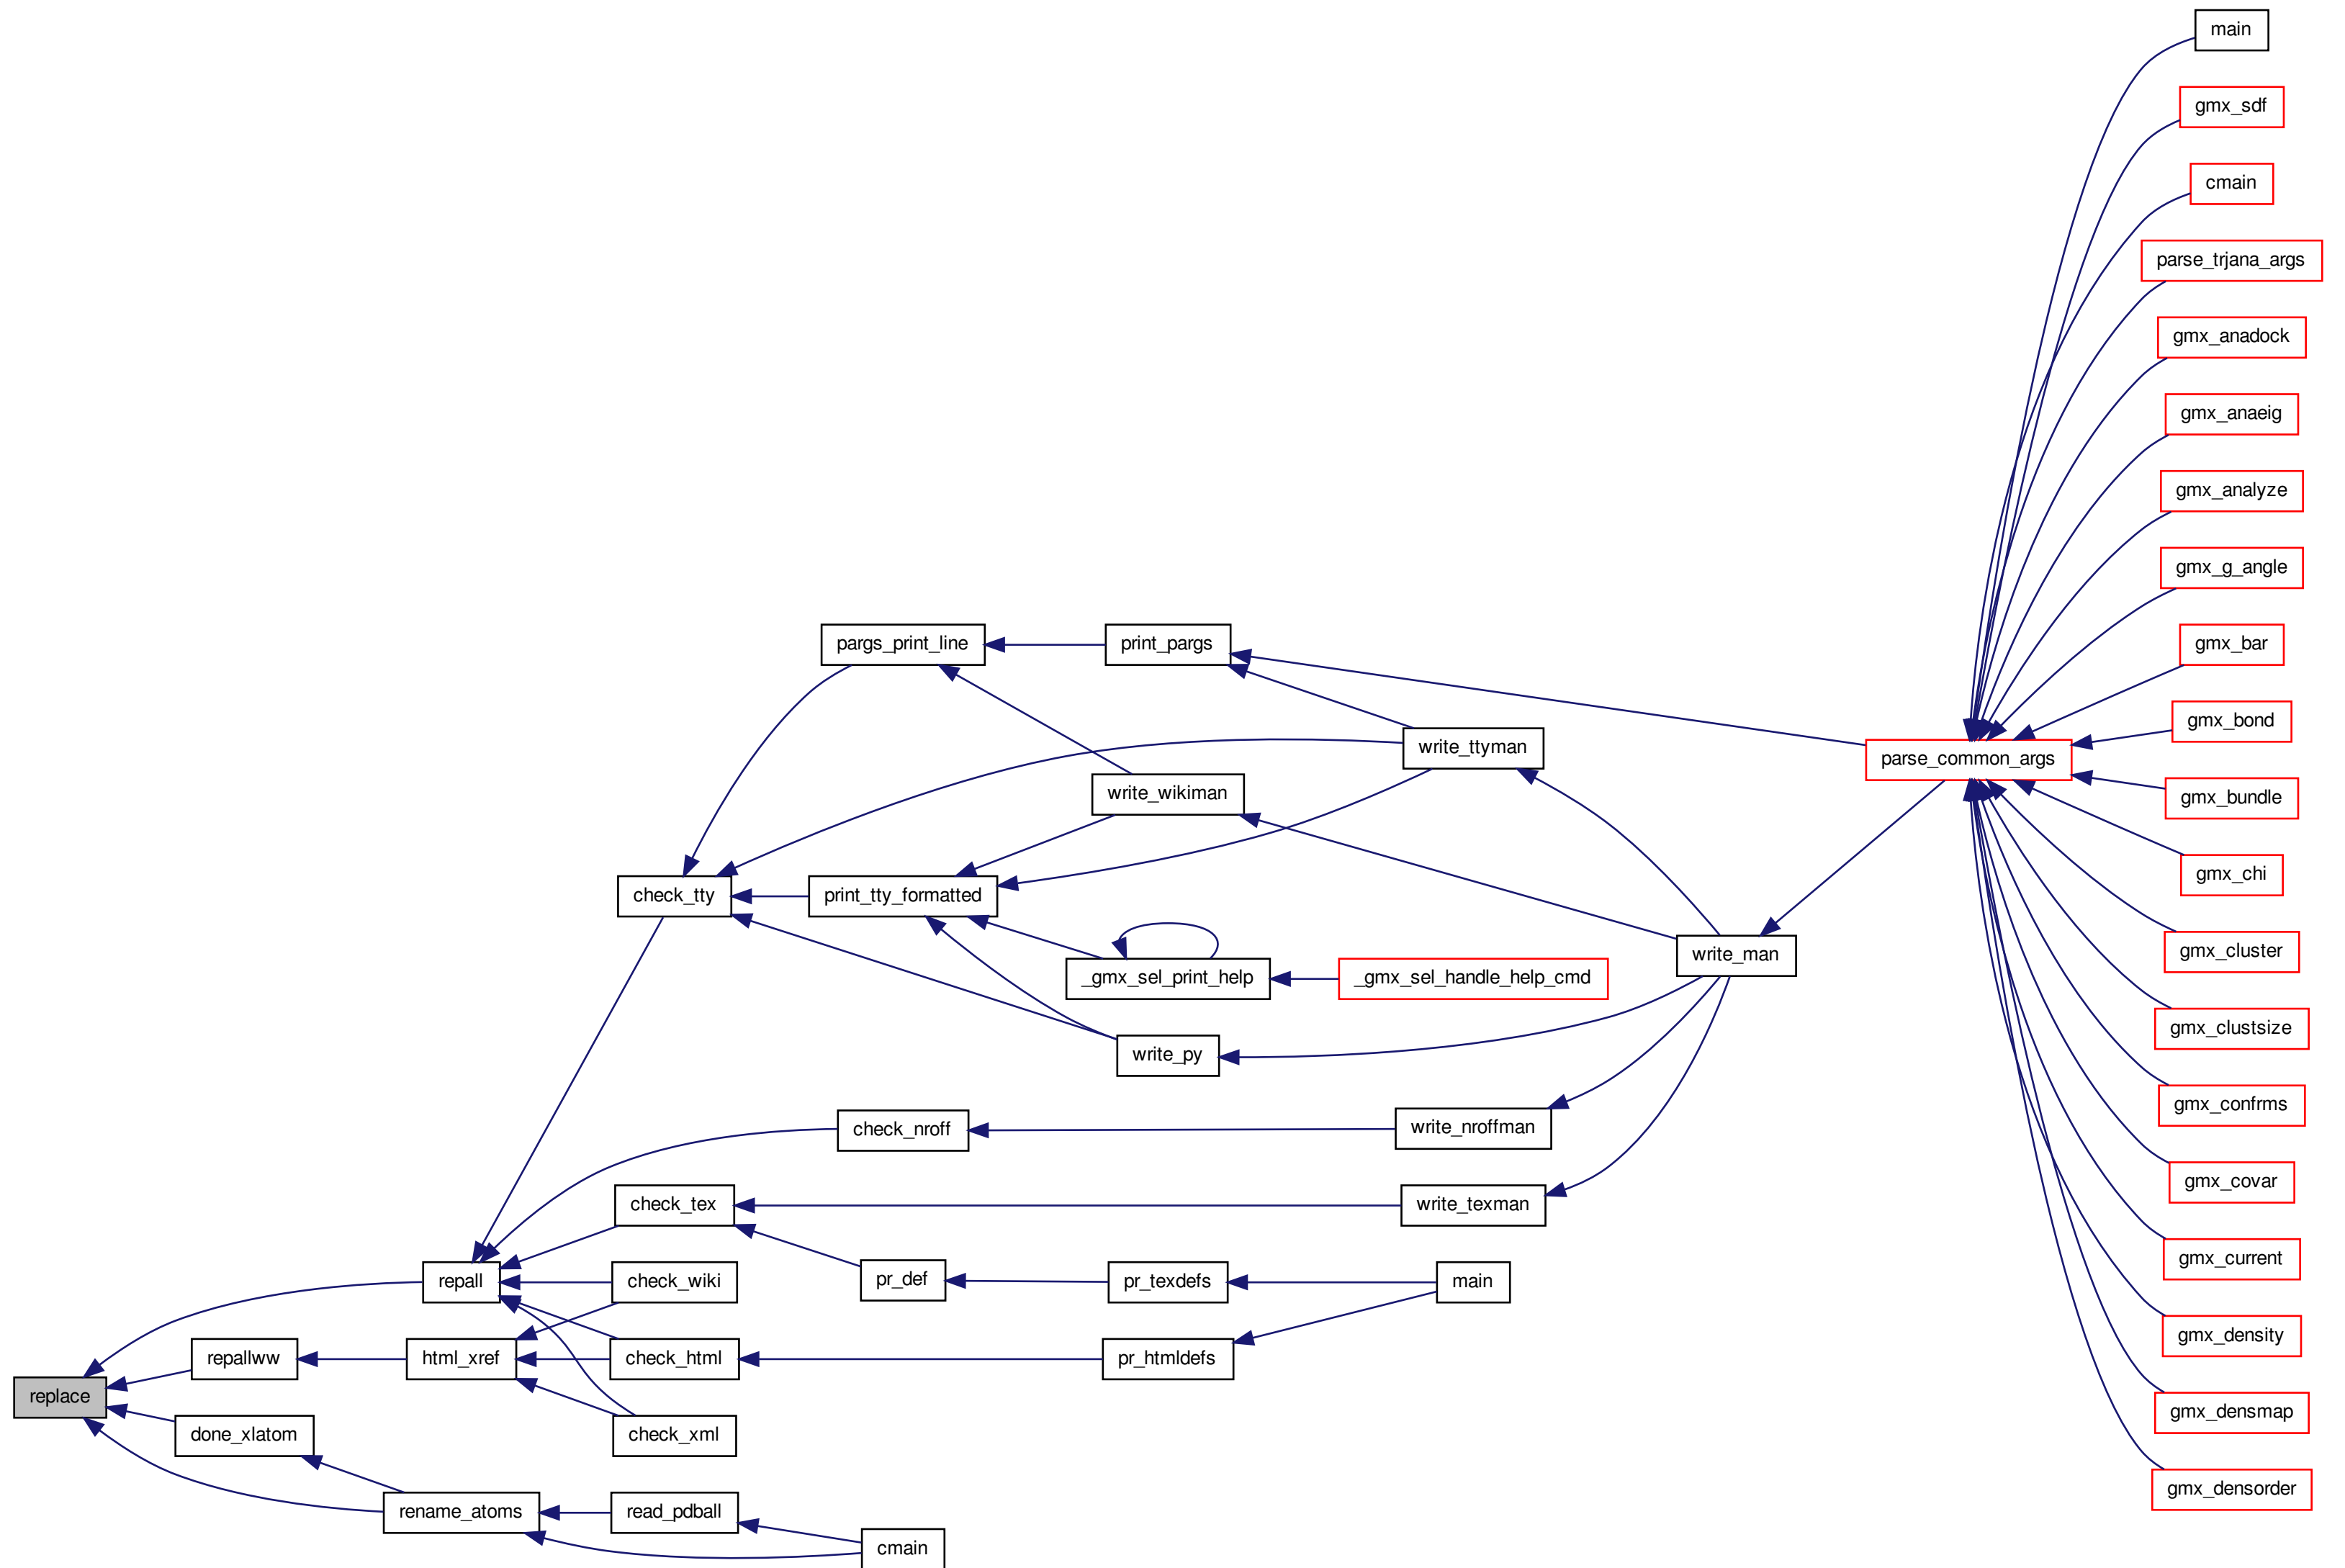 main
gmx_sdf
cmain
parse_trjana_args
gmx_anadock
gmx_anaeig
gmx_analyze
gmx_g_angle
pargs_print_line
print_pargs
gmx_bar
gmx_bond
write_ttyman
parse_common_args
write_wikiman
gmx_bundle
check_tty
print_tty_formatted
gmx_chi
write_man
gmx_cluster
_gmx_sel_print_help
_gmx_sel_handle_help_cmd
gmx_clustsize
write_py
check_nroff
write_nroffman
gmx_confrms
check_tex
write_texman
gmx_covar
repall
check_wiki
pr_def
pr_texdefs
main
gmx_current
repallww
html_xref
check_html
pr_htmldefs
gmx_density
replace
done_xlatom
check_xml
gmx_densmap
rename_atoms
read_pdball
gmx_densorder
cmain